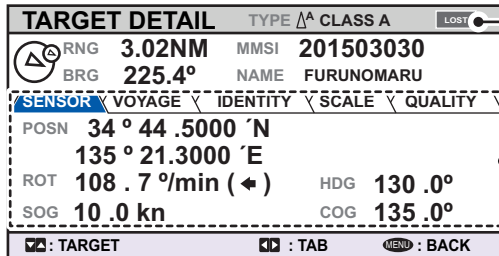 TARGET DETAIL TYPE A CLASS A LOST
RNG 3.02NM MMSI 201503030
BRG 225.4º NAME FURUNOMARU
SENSOR VOYAGE IDENTITY SCALE QUALITY
POSN 34 º 44 .5000 ´N
135 º 21.3000 ´E
ROT 108 . 7 º/min ( ← ) HDG 130 .0º
SOG 10 .0 kn COG 135 .0º
: TARGET : TAB MENU : BACK